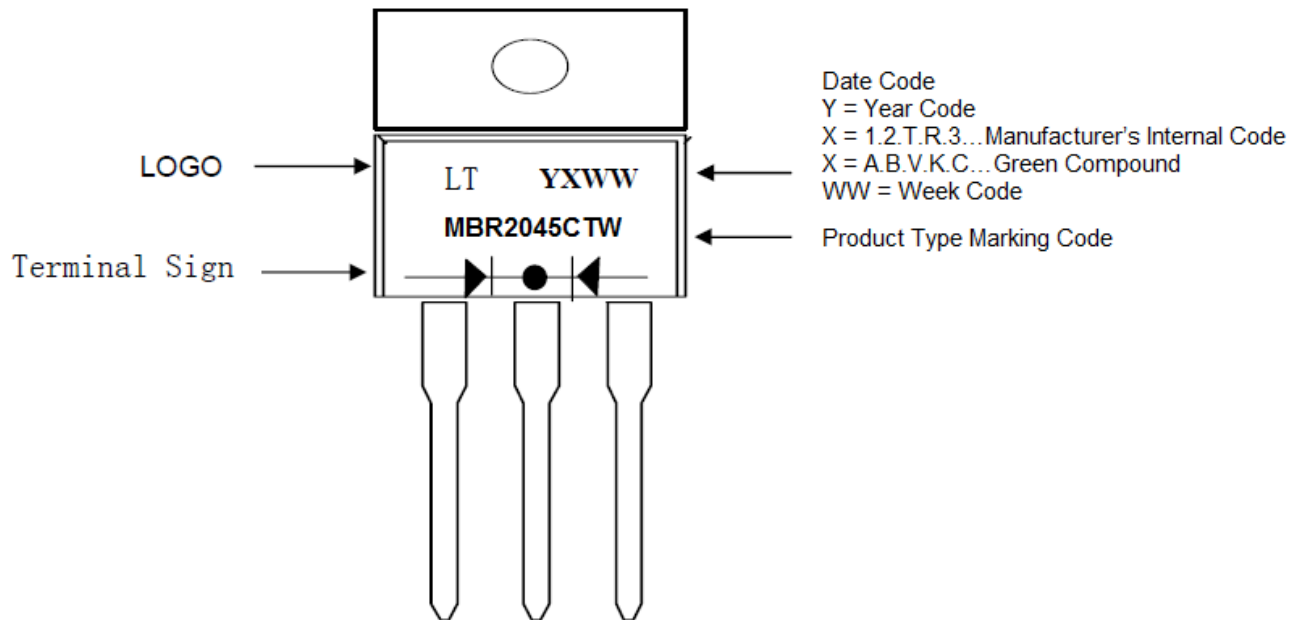 Date Code
Y = Year Code
X = 1.2.T.R.3...Manufacturer's Internal Code
X = A.B.V.K.C...Green Compound
WW = Week Code
LOGO
LT YXWW
MBR2045CTW
Product Type Marking Code
Terminal Sign